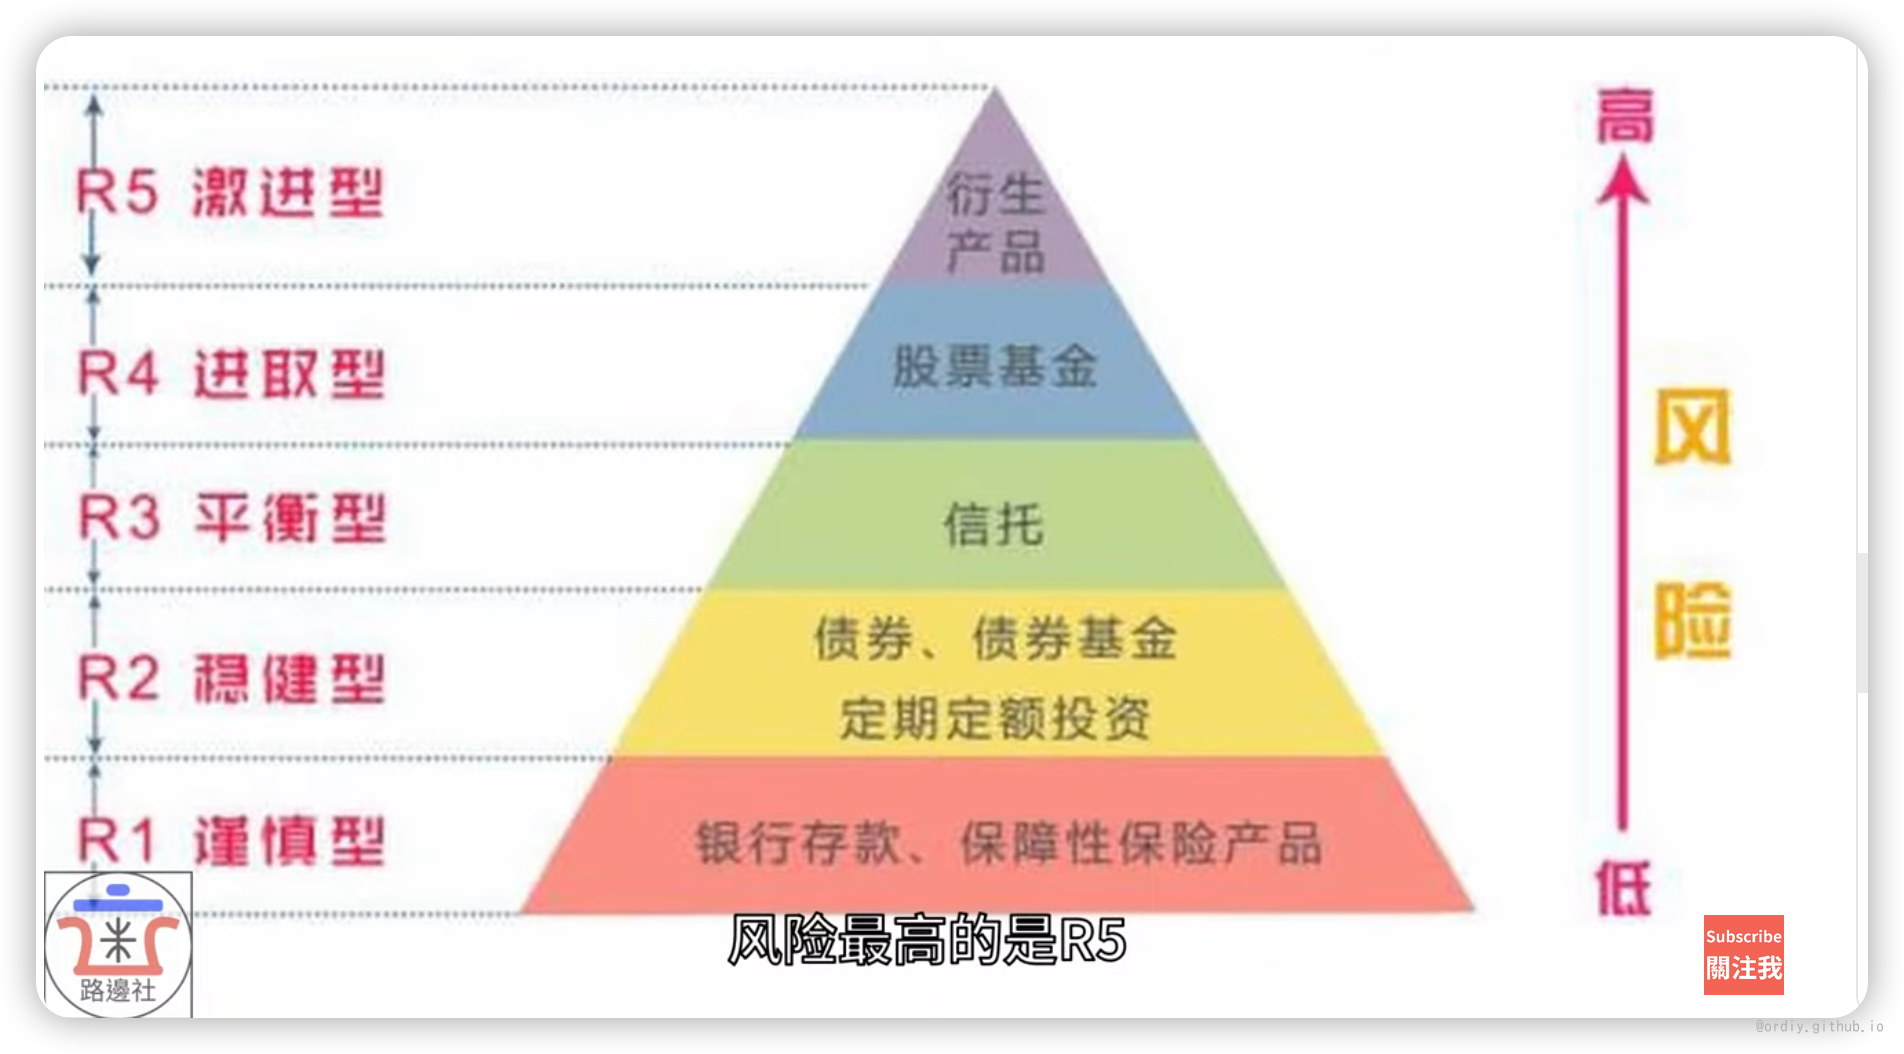 高
R5 激进型
衍生
产品
R4 进取型
股票基金
风
险
R3 平衡型
信托
R2 稳健型
债券、债券基金
定期定额投资
R1 谨慎型
银行存款、保障性保险产品
低
风险最高的是R5
路邊社
Subscribe
關注我
@ordiy.github.io